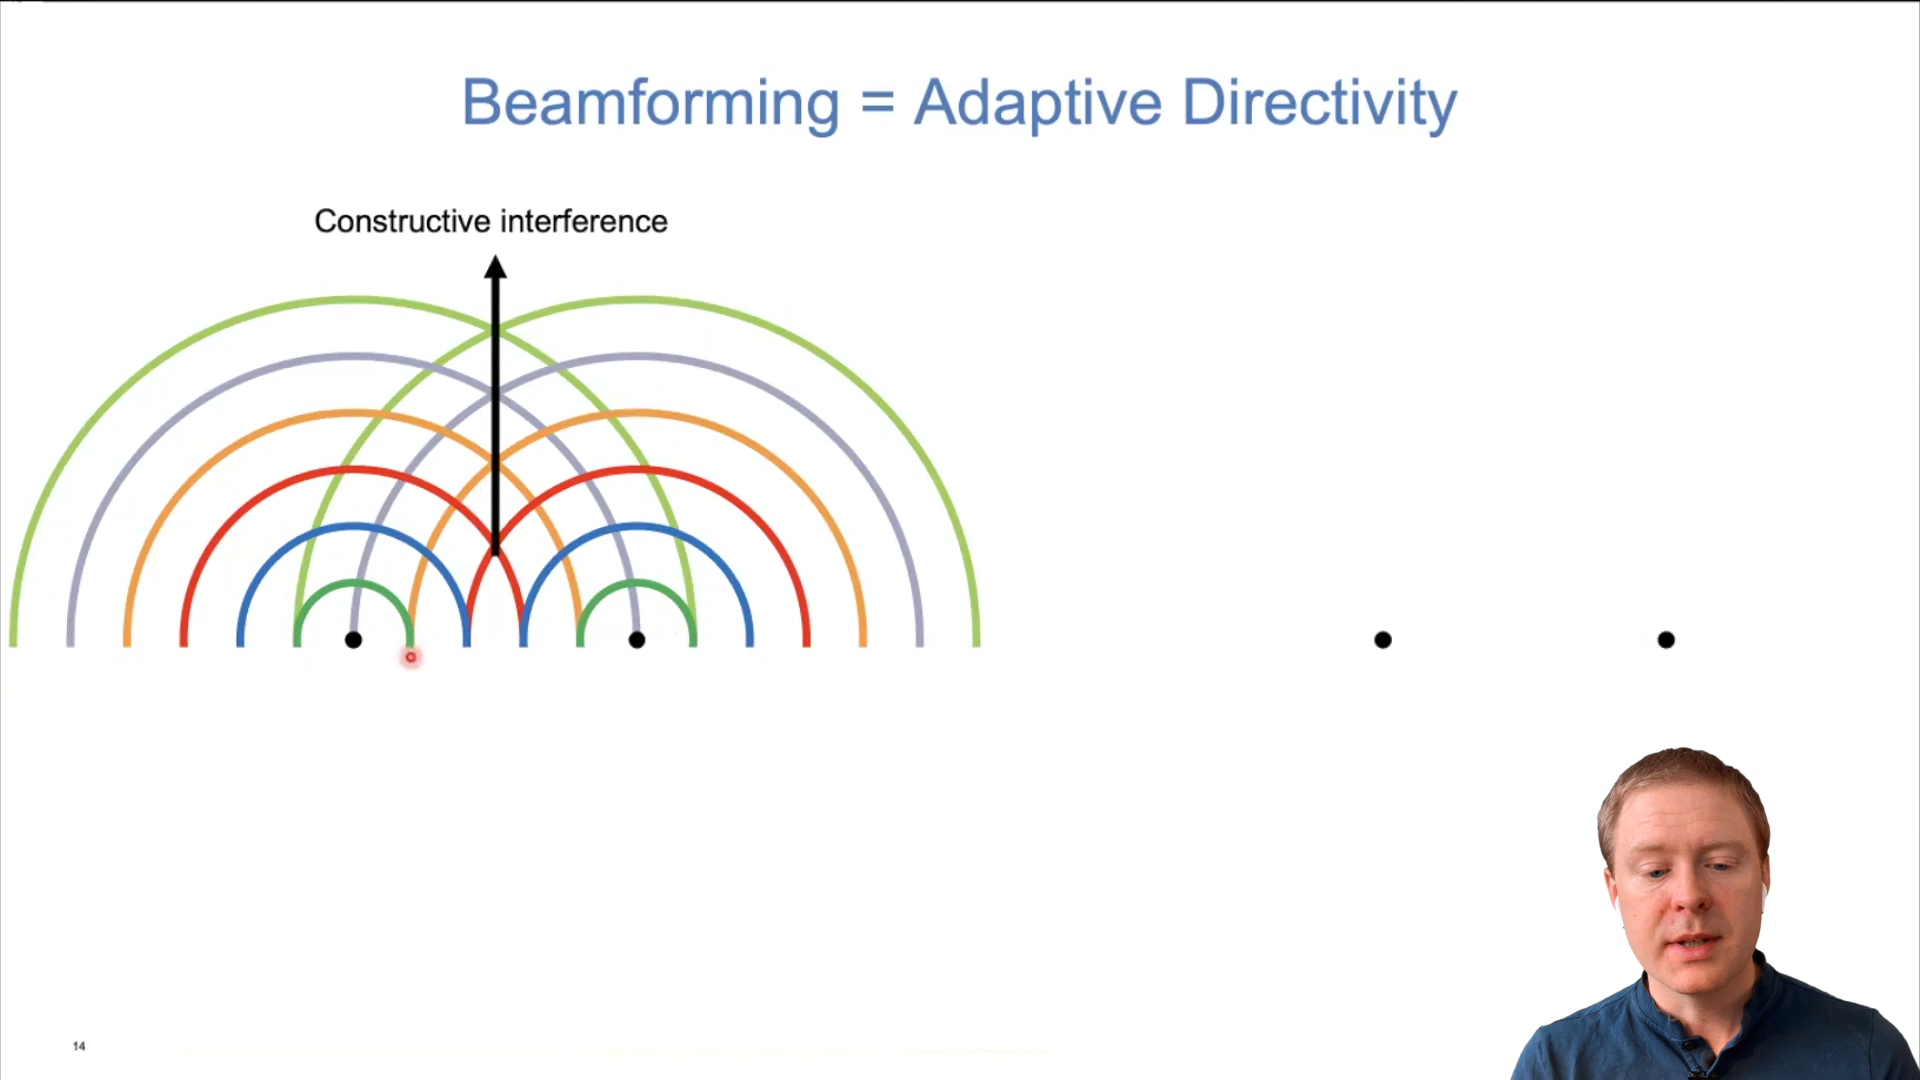 Beamforming = Adaptive Directivity
Constructive interference
14